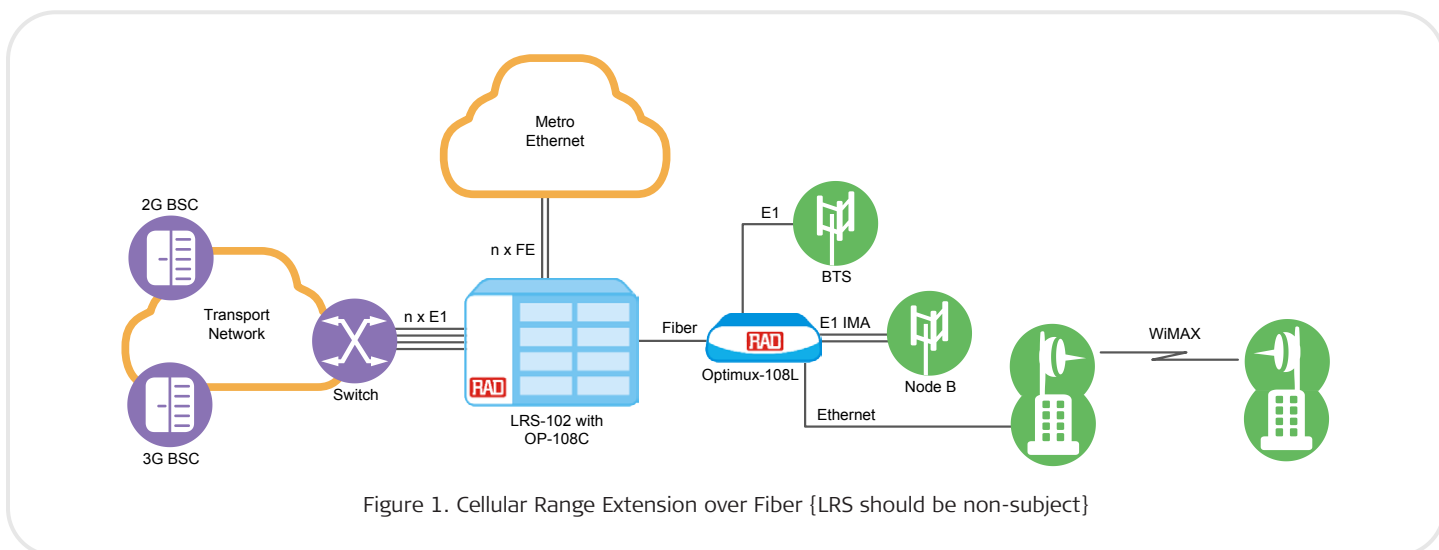 Metro
Ethernet
2G BSC
E1
n x FE
BTS
Transport
Network
n x E1
Fiber
E1 IMA
WiMAX
RAD
RAD
Switch
Optimux-108L
Node B
Ethernet
LRS-102 with
OP-108C
3G BSC
Figure 1. Cellular Range Extension over Fiber {LRS should be non-subject}